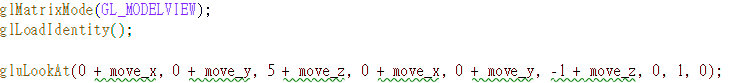 glMatrixMode(GL_MODELVIEW);
glLoadIdentity();
gluLookAt(0 + move_x, 0 + move_y, 5 + move_z, 0 + move_x, 0 + move_y, -1 + move_z, 0, 1, 0);